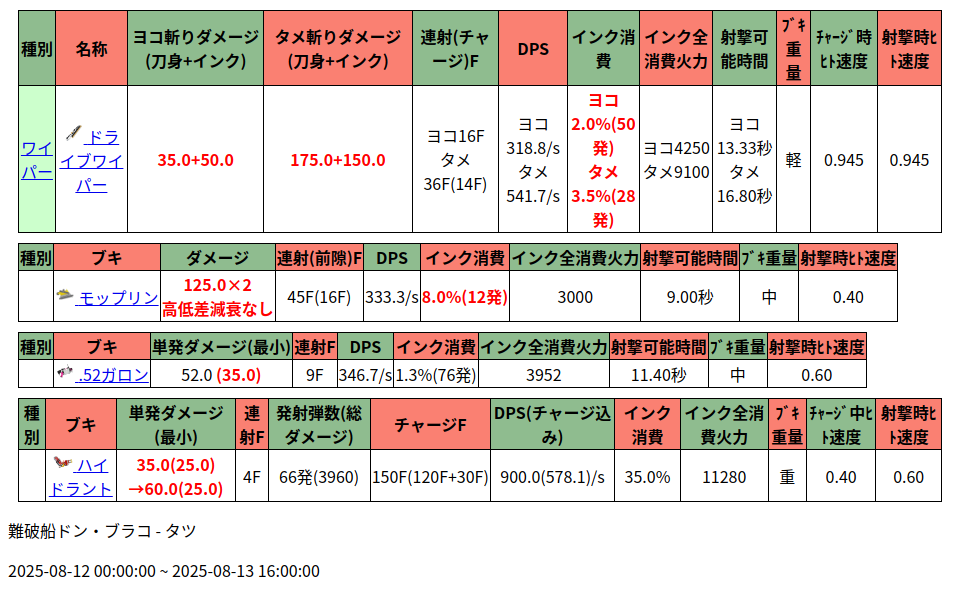 種別 名称 ヨコ斬りダメージ(刀身+インク) タメ斬りダメージ(刀身+インク) 連射(チャージ)F DPS インク消費 インク全消費火力 射撃可能時間 ﾌﾞｷ重量 ﾁｬｰｼﾞ時ﾋﾄ速度 射撃時ﾋﾄ速度
ワイパー ドライブワイパー 35.0+50.0 175.0+150.0 ヨコ16F タメ36F(14F) ヨコ318.8/s タメ541.7/s ヨコ2.0%(50発) タメ3.5%(28発) ヨコ4250 タメ9100 ヨコ13.33秒 タメ16.80秒 軽 0.945 0.945
種別 ブキ ダメージ 連射(前隙)F DPS インク消費 インク全消費火力 射撃可能時間 ﾌﾞｷ重量 射撃時ﾋﾄ速度
モップリン 125.0×2 高低差減衰なし 45F(16F) 333.3/s 8.0%(12発) 3000 9.00秒 中 0.40
種別 ブキ 単発ダメージ(最小) 連射F DPS インク消費 インク全消費火力 射撃可能時間 ﾌﾞｷ重量 射撃時ﾋﾄ速度
.52ガロン 52.0 (35.0) 9F 346.7/s 1.3%(76発) 3952 11.40秒 中 0.60
種別 ブキ 単発ダメージ(最小) 連射F 発射弾数(総ダメージ) チャージF DPS(チャージ込み) インク消費 インク全消費火力 ﾌﾞｷ重量 ﾁｬｰｼﾞ中ﾋﾄ速度 射撃時ﾋﾄ速度
ハイドラント 35.0(25.0) →60.0(25.0) 4F 66発(3960) 150F(120F+30F) 900.0(578.1)/s 35.0% 11280 重 0.40 0.60
難破船ドン・ブラコ - タツ
2025-08-12 00:00:00 ~ 2025-08-13 16:00:00